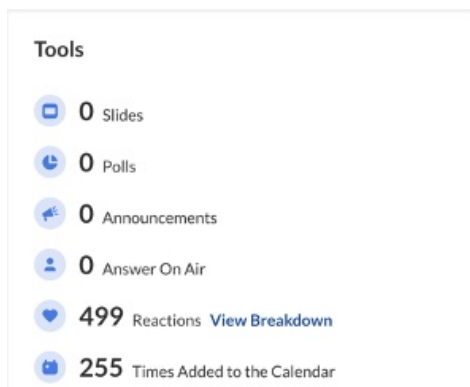 Tools
0 Slides
0 Polls
0 Announcements
0 Answer On Air
499 Reactions View Breakdown
255 Times Added to the Calendar